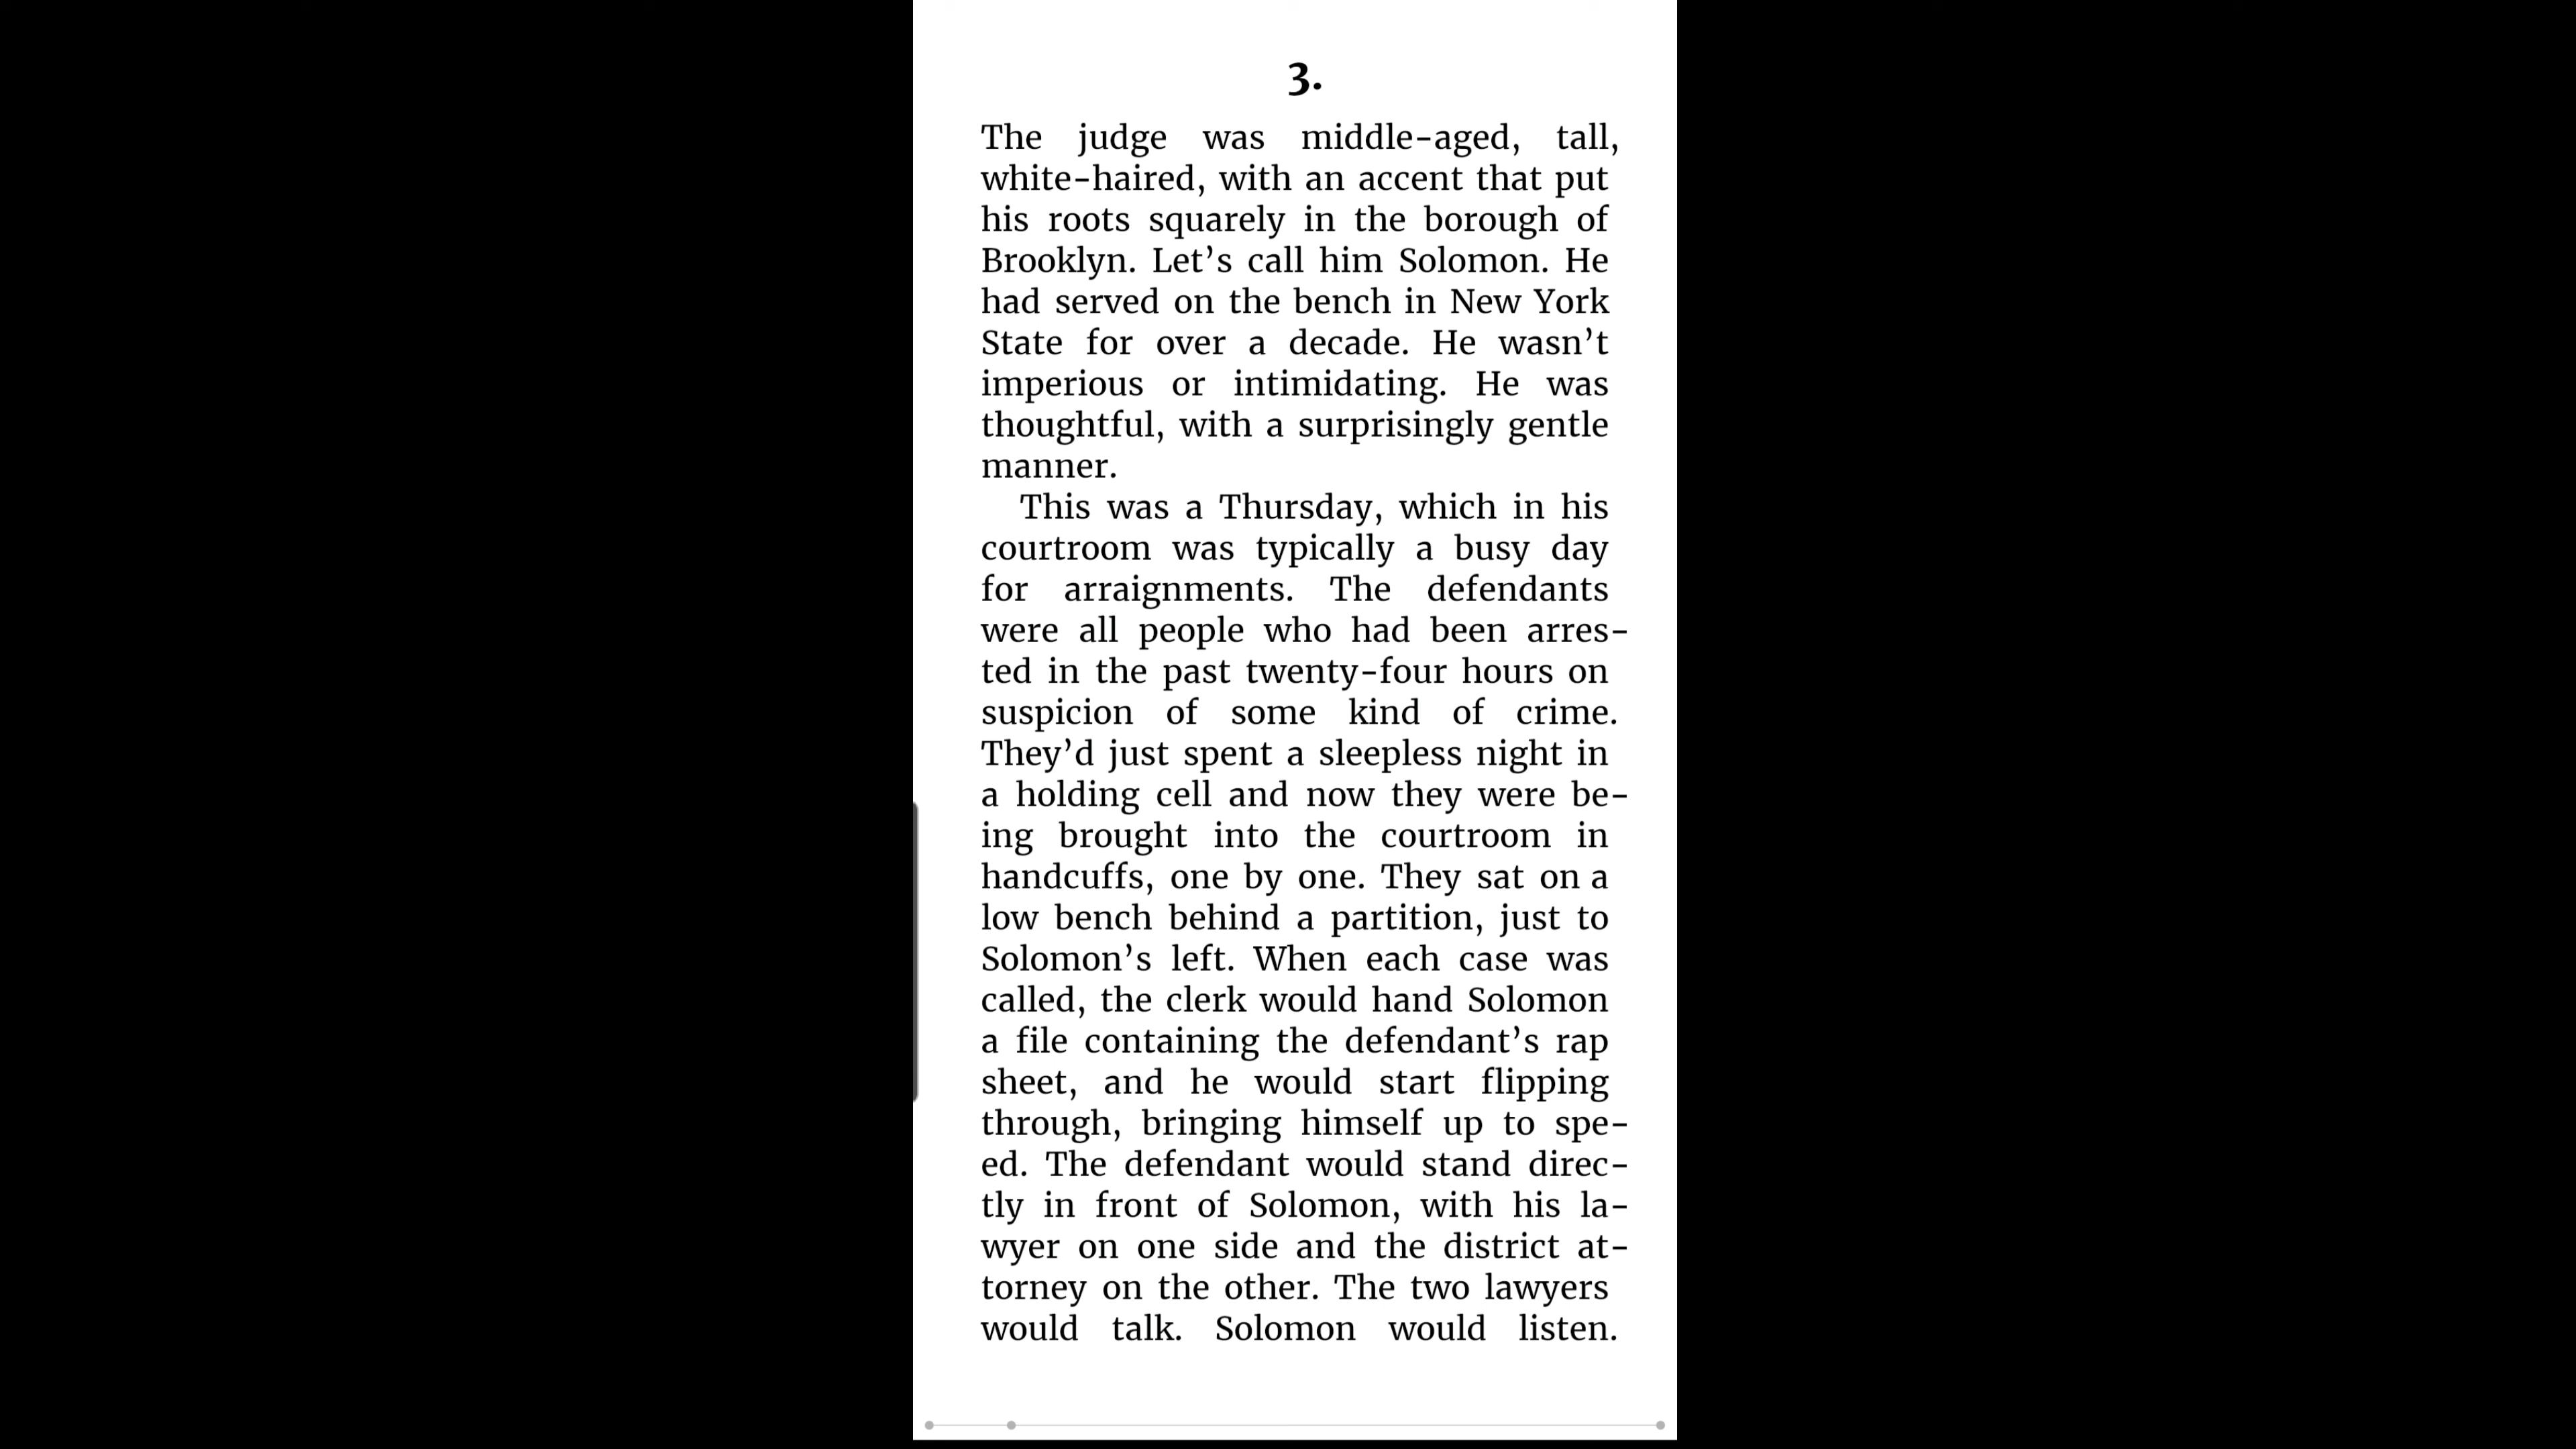 3.
The judge was middle-aged, tall,
white-haired, with an accent that put
his roots squarely in the borough of
Brooklyn. Let’s call him Solomon. He
had served on the bench in New York
State for over a decade. He wasn’t
imperious or intimidating. He was
thoughtful, with a surprisingly gentle
manner.
This was a Thursday, which in his
courtroom was typically a busy day
for arraignments. The defendants
were all people who had been arres-
ted in the past twenty-four hours on
suspicion of some kind of crime.
They’d just spent a sleepless night in
a holding cell and now they were be-
ing brought into the courtroom in
handcuffs, one by one. They sat on a
low bench behind a partition, just to
Solomon’s left. When each case was
called, the clerk would hand Solomon
a file containing the defendant’s rap
sheet, and he would start flipping
through, bringing himself up to spe-
ed. The defendant would stand direc-
tly in front of Solomon, with his la-
wyer on one side and the district at-
torney on the other. The two lawyers
would talk. Solomon would listen.